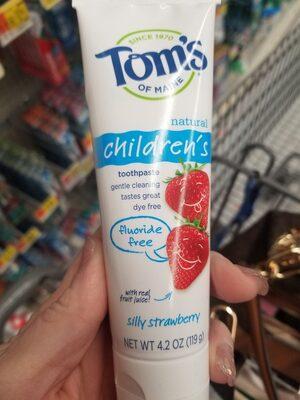 SINCE 1970
Tom's
OF MAINE
natural
children's
toothpaste
gentle cleaning
tastes great
dye free
fluoride
free
with real
fruit juice!
silly strawberry
NET WT 4.2 OZ (119g)